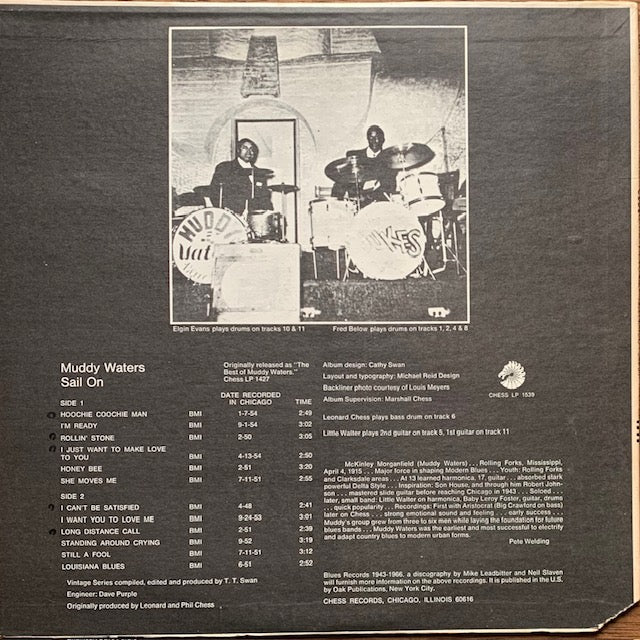 MUDDY
Wat
DUKES
Elgin Evans plays drums on tracks 10 & 11
Fred Below plays drums on tracks 1, 2, 4 & 8
Muddy Waters
Sail On
Originally released as "The
Best of Muddy Waters."
Chess LP 1427
SIDE 1
DATE RECORDED
IN CHICAGO
TIME
HOOCHIE COOCHIE MAN BMI 1-7-54 2:49
I'M READY BMI 9-1-54 3:02
ROLLIN' STONE BMI 2-50 3:05
I JUST WANT TO MAKE LOVE
TO YOU BMI 4-13-54 2:50
HONEY BEE BMI 2-51 3:20
SHE MOVES ME BMI 7-11-51 2:55
SIDE 2
I CAN'T BE SATISFIED BMI 4-48 2:41
I WANT YOU TO LOVE ME BMI 9-24-53 3:01
LONG DISTANCE CALL BMI 2-51 2:39
STANDING AROUND CRYING BMI 9-52 3:19
STILL A FOOL BMI 7-11-51 3:12
LOUISIANA BLUES BMI 6-51 2:52
Vintage Series compiled, edited and produced by T. T. Swan
Engineer: Dave Purple
Originally produced by Leonard and Phil Chess
Album design: Cathy Swan
Layout and typography: Michael Reid Design
Backliner photo courtesy of Louis Meyers
Album Supervision: Marshall Chess
Leonard Chess plays bass drum on track 6
Little Walter plays 2nd guitar on track 5, 1st guitar on track 11
CHESS LP 1539
McKinley Morganfield (Muddy Waters) . . . Rolling Forks, Mississippi,
April 4, 1915 . . . Major force in shaping Modern Blues . . . Youth: Rolling Forks
and Clarksdale areas . . . At 13 learned harmonica, 17, guitar . . . absorbed stark
powerful Delta Style . . . Inspiration: Son House, and through him Robert John-
son . . . mastered slide guitar before reaching Chicago in 1943 . . . Soloed . . .
later, small band: Little Walter on harmonica, Baby Leroy Foster, guitar, drums
. . . quick popularity . . . Recordings: First with Aristocrat (Big Crawford on bass)
later on Chess . . . strong emotional sound and feeling . . . early success . . .
Muddy's group grew from three to six men while laying the foundation for future
blues bands . . . Muddy Waters was the earliest and most successful to electrify
and adapt country blues to modern urban forms.
Pete Welding
Blues Records 1943-1966, a discography by Mike Leadbitter and Neil Slaven
will furnish more information on the above recordings. It is published in the U.S.
by Oak Publications, New York City.
CHESS RECORDS, CHICAGO, ILLINOIS 60616